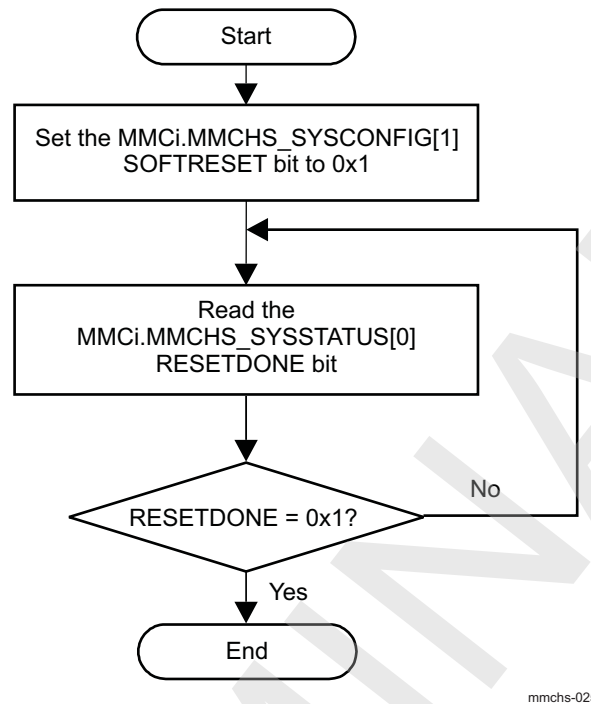 Start
Set the MMCi.MMCHS_SYSCONFIG[1]
SOFTRESET bit to 0x1
Read the
MMCi.MMCHS_SYSSTATUS[0]
RESETDONE bit
RESETDONE = 0x1?
No
Yes
End